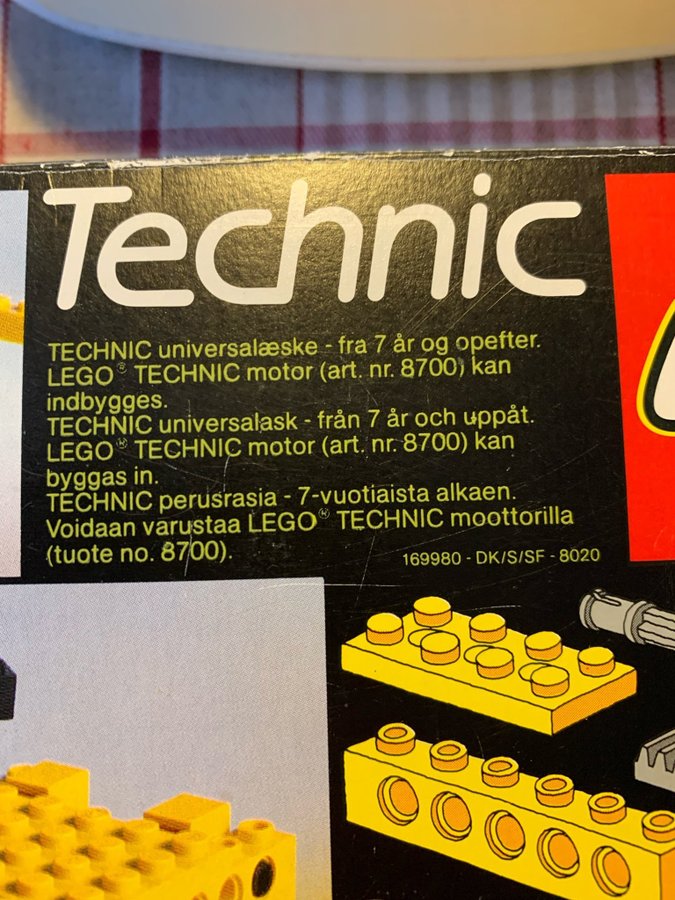 Technic
TECHNIC universalæske - fra 7 år og opefter.
LEGO® TECHNIC motor (art. nr. 8700) kan
indbygges.
TECHNIC universalask - från 7 år och uppåt.
LEGO® TECHNIC motor (art. nr. 8700) kan
byggas in.
TECHNIC perusrasia - 7-vuotiaista alkaen.
Voidaan varustaa LEGO® TECHNIC moottorilla
(tuote no. 8700).
169980 - DK/S/SF - 8020